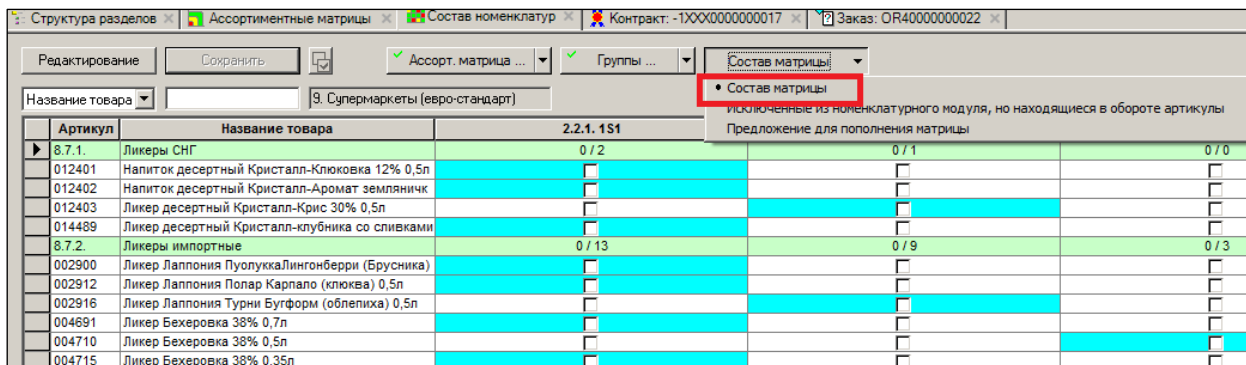 Структура разделов × Ассортиментные матрицы × Состав номенклатур × Контракт: -1XXX0000000017 × Заказ: OR40000000022 ×
Редактирование Сохранить Ассорт. матрица ... Группы ... Состав матрицы
Название товара 9. Супермаркеты (евро-стандарт)
Состав матрицы
Исключенные из номенклатурного модуля, но находящиеся в обороте артикулы
Предложение для пополнения матрицы
Артикул Название товара 2.2.1. 1S1
8.7.1. Ликеры СНГ 0 / 2 0 / 1 0 / 0
012401 Напиток десертный Кристалл-Клюковка 12% 0,5л
012402 Напиток десертный Кристалл-Аромат земляничк
012403 Ликер десертный Кристалл-Крис 30% 0,5л
014489 Ликер десертный Кристалл-клубника со сливками
8.7.2. Ликеры импортные 0 / 13 0 / 9 0 / 3
002900 Ликер Лаппония ПуолуккаЛингонберри (Брусника)
002912 Ликер Лаппония Полар Карпало (клюква) 0,5л
002916 Ликер Лаппония Турни Бугформ (облепиха) 0,5л
004691 Ликер Бехеровка 38% 0,7л
004710 Ликер Бехеровка 38% 0,5л
004715 Ликер Бехеровка 38% 0,35л